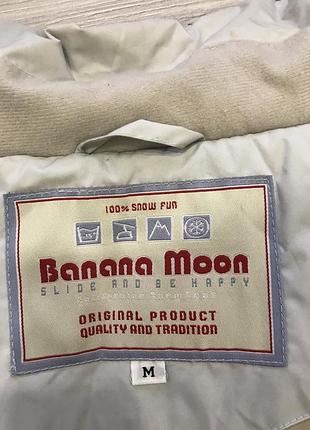 100% SNOW FUN
Banana Moon
SLIDE AND BE HAPPY
ORIGINAL PRODUCT
QUALITY AND TRADITION
M